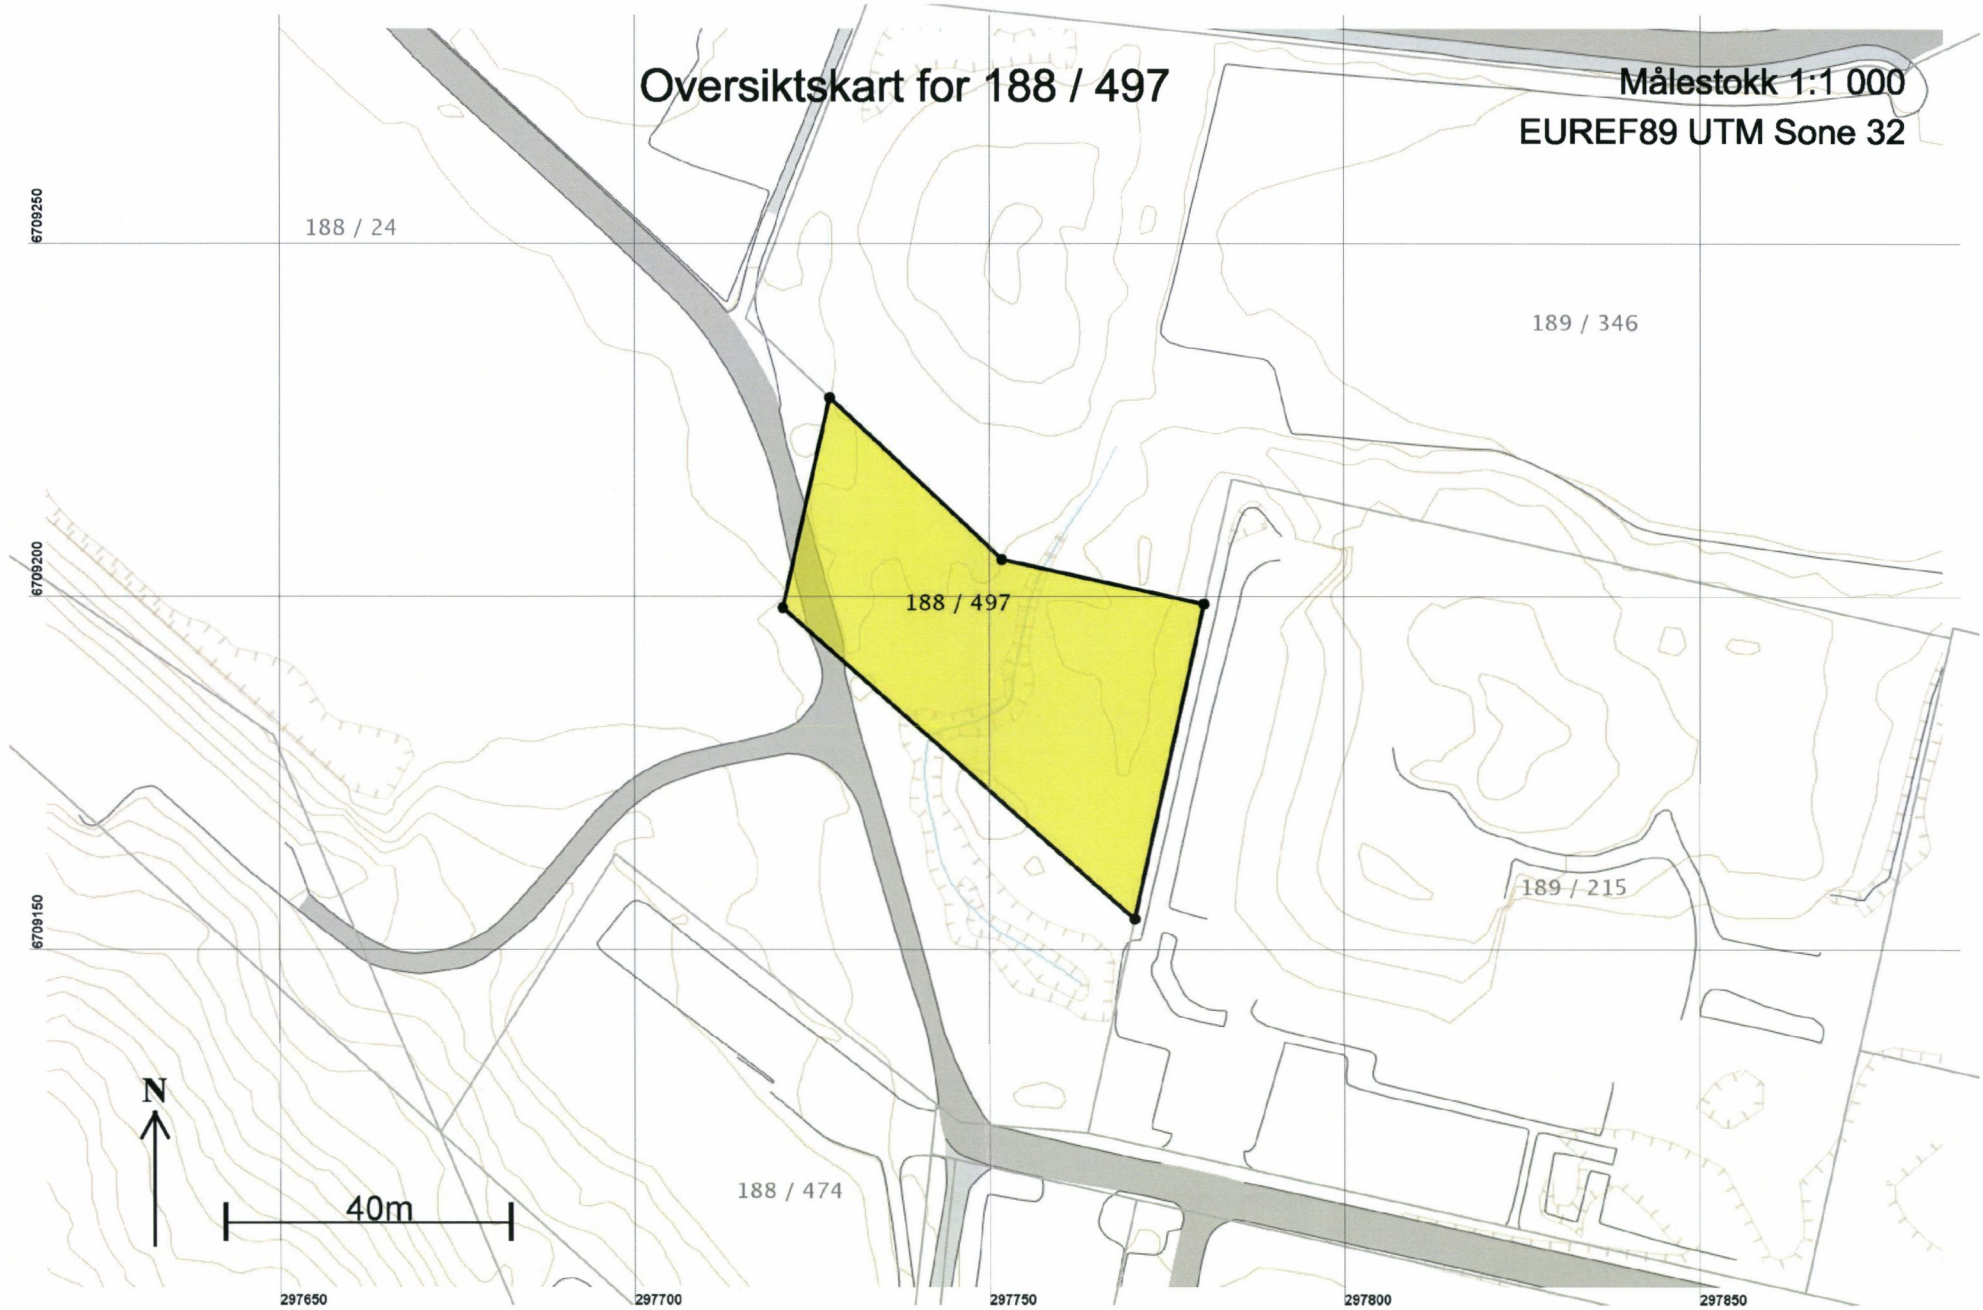 Oversiktskart for 188 / 497
Målestokk 1:1 000
EUREF89 UTM Sone 32
6709250
188 / 24
189 / 346
6709200
188 / 497
189 / 215
6709150
N
40m
188 / 474
297650
297700
297750
297800
297850